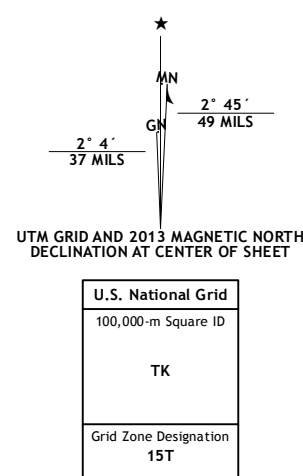 ★
MN
2° 45´
49 MILS
GN
2° 4´
37 MILS
UTM GRID AND 2013 MAGNETIC NORTH
DECLINATION AT CENTER OF SHEET
U.S. National Grid
100,000-m Square ID
TK
Grid Zone Designation
15T